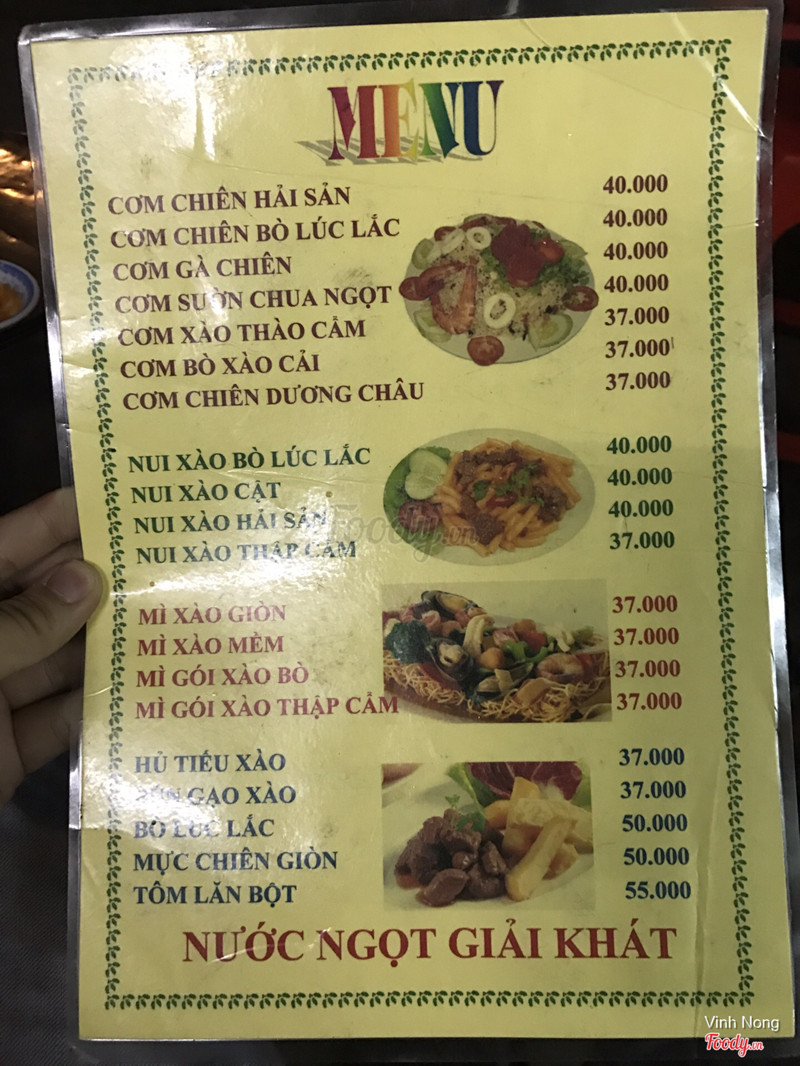 MENU
CƠM CHIÊN HẢI SẢN 40.000
CƠM CHIÊN BÒ LÚC LẮC 40.000
CƠM GÀ CHIÊN 40.000
CƠM SƯỜN CHUA NGỌT 40.000
CƠM XÀO THÀO CẨM 37.000
CƠM BÒ XÀO CẢI 37.000
CƠM CHIÊN DƯƠNG CHÂU 37.000
NUI XÀO BÒ LÚC LẮC 40.000
NUI XÀO CẬT 40.000
NUI XÀO HẢI SẢN 40.000
NUI XÀO THẬP CẨM 37.000
Foody.vn
MÌ XÀO GIÒN 37.000
MÌ XÀO MỀM 37.000
MÌ GÓI XÀO BÒ 37.000
MÌ GÓI XÀO THẬP CẨM 37.000
HỦ TIẾU XÀO 37.000
BÚN GẠO XÀO 37.000
BÒ LÚC LẮC 50.000
MỰC CHIÊN GIÒN 50.000
TÔM LĂN BỘT 55.000
NƯỚC NGỌT GIẢI KHÁT
Vinh Nong
Foody.vn